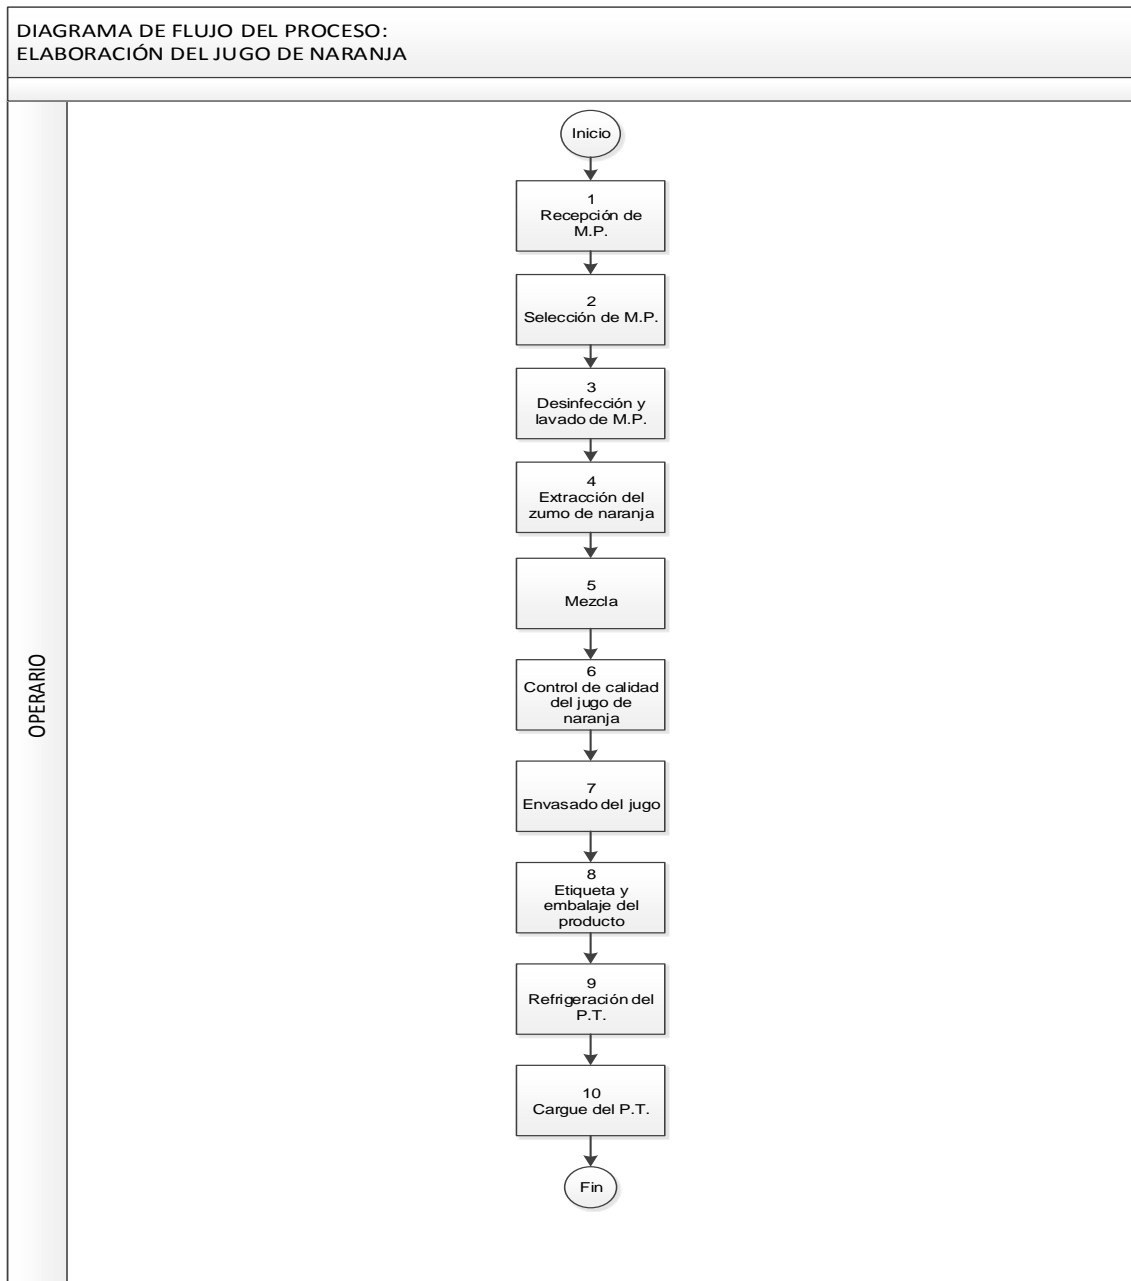 DIAGRAMA DE FLUJO DEL PROCESO:
ELABORACIÓN DEL JUGO DE NARANJA
OPERARIO
Inicio
1
Recepción de
M.P.
2
Selección de M.P.
3
Desinfección y
lavado de M.P.
4
Extracción del
zumo de naranja
5
Mezcla
6
Control de calidad
del jugo de
naranja
7
Envasado del jugo
8
Etiqueta y
embalaje del
producto
9
Refrigeración del
P.T.
10
Cargue del P.T.
Fin